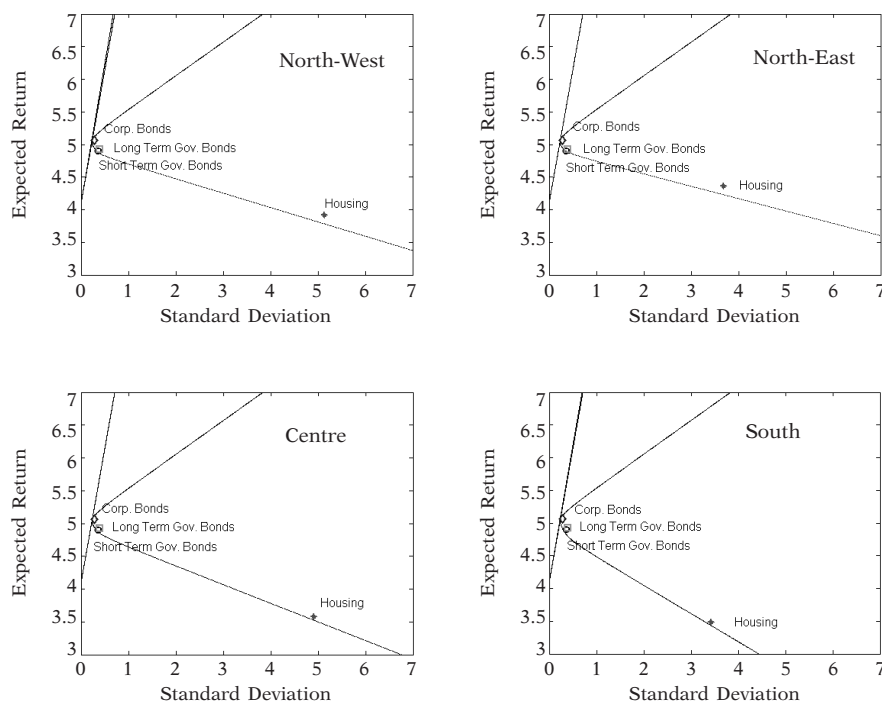 7
6.5
6
5.5
5
4.5
4
3.5
3
Expected Return
North-West
Corp. Bonds
Long Term Gov. Bonds
Short Term Gov. Bonds
Housing
0 1 2 3 4 5 6 7
Standard Deviation
7
6.5
6
5.5
5
4.5
4
3.5
3
Expected Return
North-East
Corp. Bonds
Long Term Gov. Bonds
Short Term Gov. Bonds
Housing
0 1 2 3 4 5 6 7
Standard Deviation
7
6.5
6
5.5
5
4.5
4
3.5
3
Expected Return
Centre
Corp. Bonds
Long Term Gov. Bonds
Short Term Gov. Bonds
Housing
0 1 2 3 4 5 6 7
Standard Deviation
7
6.5
6
5.5
5
4.5
4
3.5
3
Expected Return
South
Corp. Bonds
Long Term Gov. Bonds
Short Term Gov. Bonds
Housing
0 1 2 3 4 5 6 7
Standard Deviation